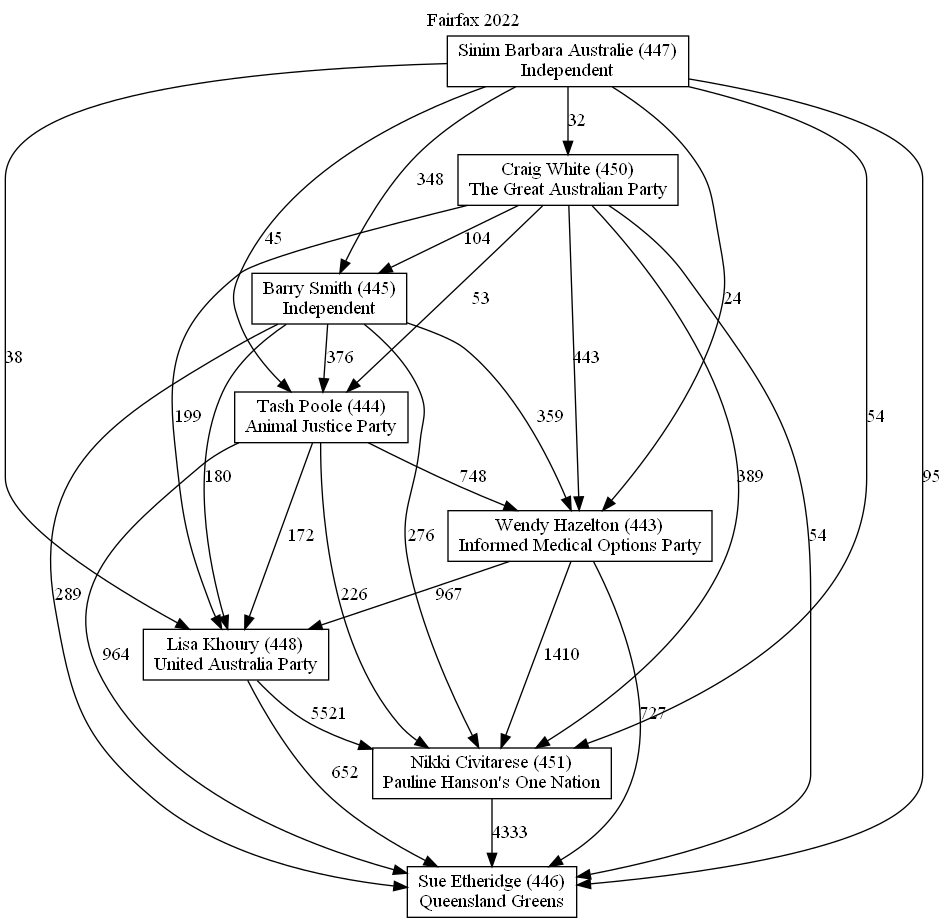 Fairfax 2022
Sinim Barbara Australie (447)
Independent
32
Craig White (450)
The Great Australian Party
348
45
104
Barry Smith (445)
Independent
53
24
38
376
443
Tash Poole (444)
Animal Justice Party
199
359
54
180
748
389
95
Wendy Hazelton (443)
Informed Medical Options Party
172
276
54
289
226
967
Lisa Khoury (448)
United Australia Party
964
1410
5521
727
Nikki Civitarese (451)
Pauline Hanson's One Nation
652
4333
Sue Etheridge (446)
Queensland Greens